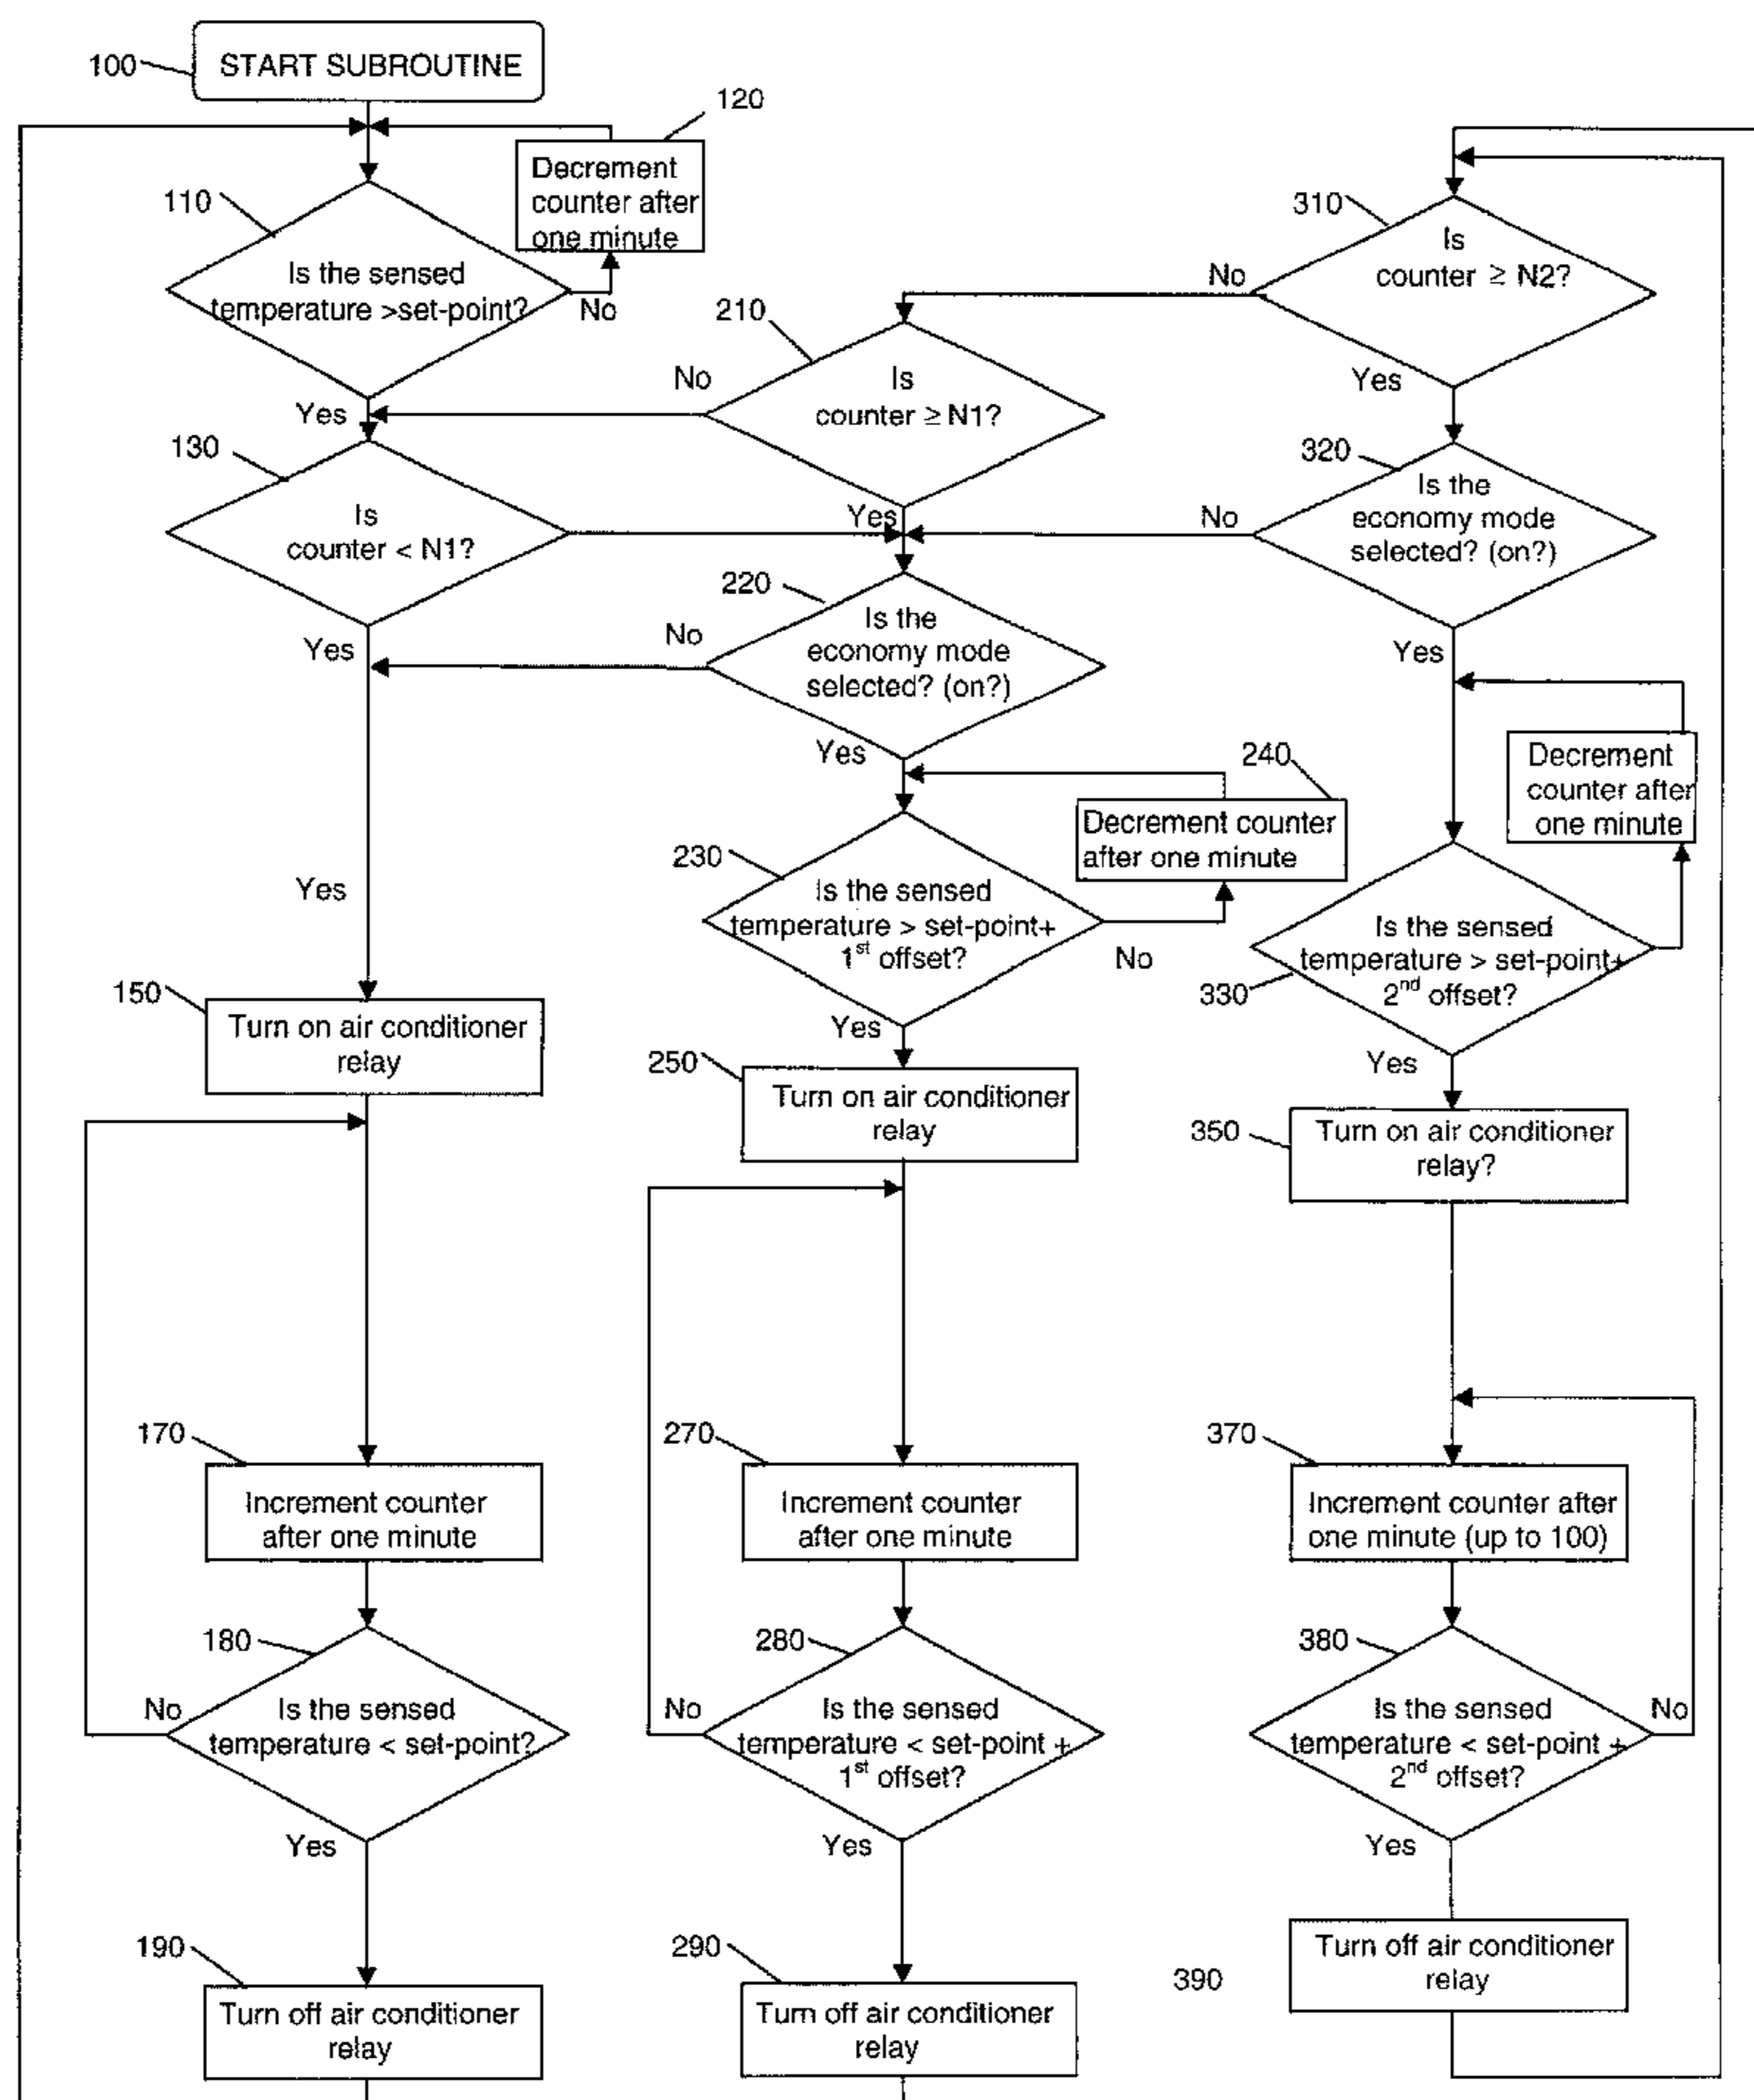 100
START SUBROUTINE
120
Decrement
counter after
one minute
110
Is the sensed
temperature >set-point?
No
Yes
310
Is
counter ≥ N2?
No
Yes
210
Is
counter ≥ N1?
No
Yes
130
Is
counter < N1?
Yes
320
Is the
economy mode
selected? (on?)
No
Yes
220
Is the
economy mode
selected? (on?)
No
Yes
240
Decrement counter
after one minute
Decrement
counter after
one minute
230
Is the sensed
temperature > set-point+
1st offset?
No
Yes
330
Is the sensed
temperature > set-point+
2nd offset?
Yes
Yes
150
Turn on air conditioner
relay
250
Turn on air conditioner
relay
350
Turn on air conditioner
relay?
170
Increment counter
after one minute
270
Increment counter
after one minute
370
Increment counter after
one minute (up to 100)
180
Is the sensed
temperature < set-point?
No
Yes
280
Is the sensed
temperature < set-point +
1st offset?
No
Yes
380
Is the sensed
temperature < set-point +
2nd offset?
No
Yes
190
Turn off air conditioner
relay
290
Turn off air conditioner
relay
390
Turn off air conditioner
relay